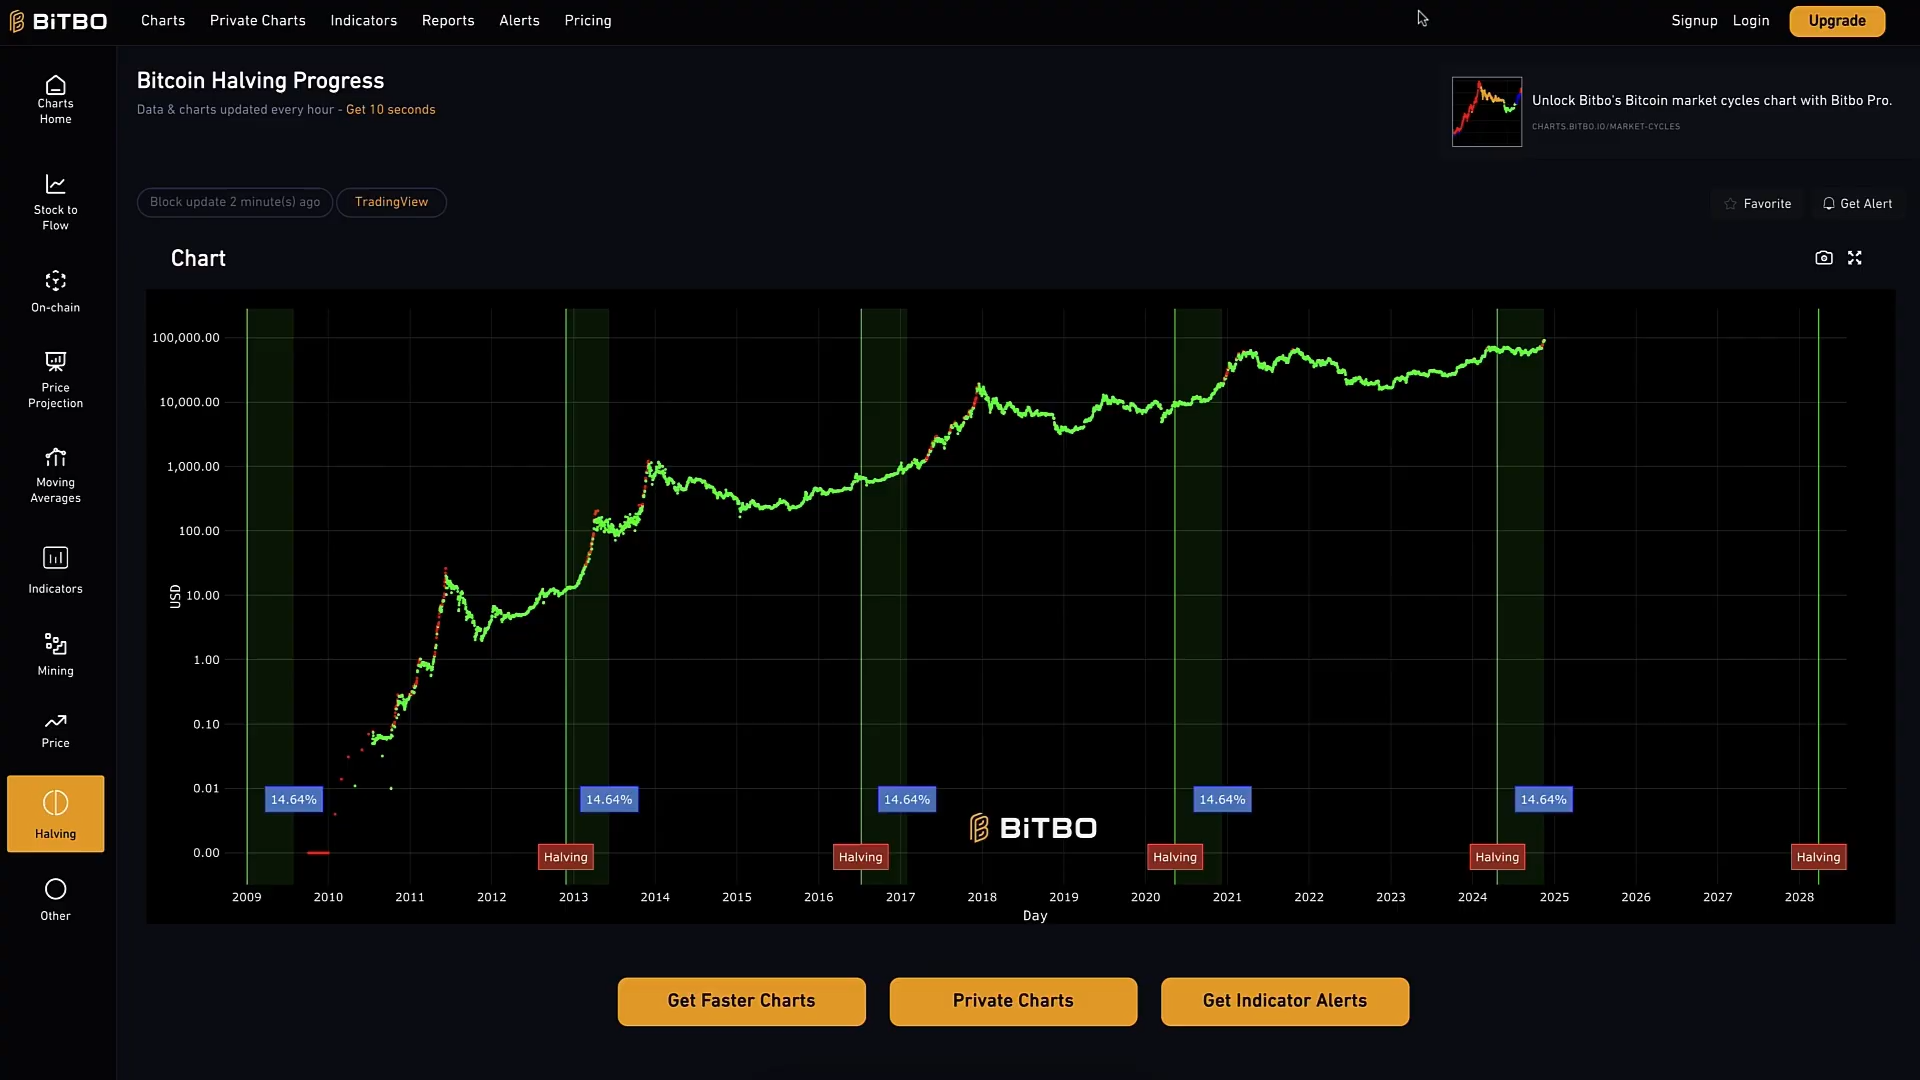 BiTBO
Charts Private Charts Indicators Reports Alerts Pricing
Signup Login Upgrade
Charts
Home
Stock to
Flow
On-chain
Price
Projection
Moving
Averages
Indicators
Mining
Price
Halving
Other
Bitcoin Halving Progress
Data & charts updated every hour - Get 10 seconds
Unlock Bitbo's Bitcoin market cycles chart with Bitbo Pro.
CHARTS.BITBO.IO/MARKET-CYCLES
Block update 2 minute(s) ago TradingView
Favorite Get Alert
Chart
100,000.00
10,000.00
1,000.00
100.00
10.00
1.00
0.10
0.01
0.00
USD
14.64% 14.64% 14.64% 14.64% 14.64%
BiTBO
Halving Halving Halving Halving Halving
2009 2010 2011 2012 2013 2014 2015 2016 2017 2018 2019 2020 2021 2022 2023 2024 2025 2026 2027 2028
Day
Get Faster Charts Private Charts Get Indicator Alerts